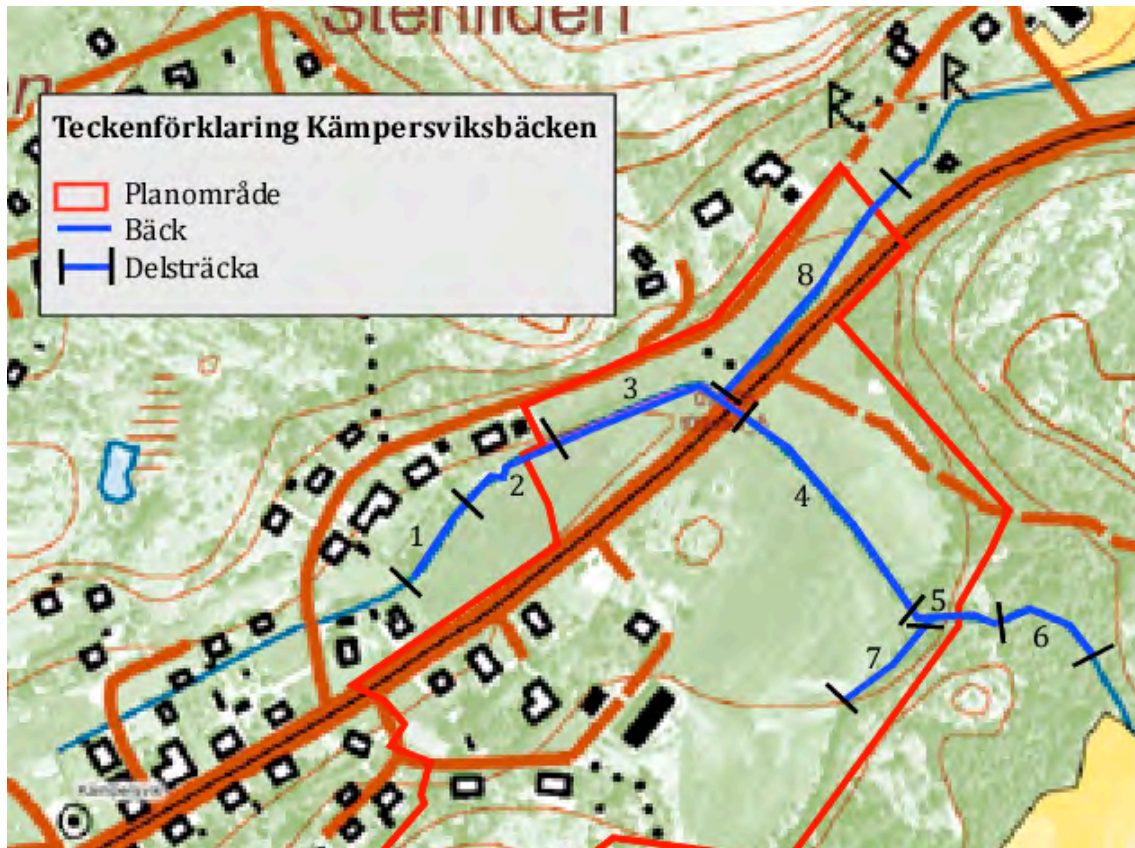 Stenliden
n
Teckenförklaring Kämpersviksbäcken
Planområde
Bäck
Delsträcka
R
R
8
3
2
4
1
5
6
7